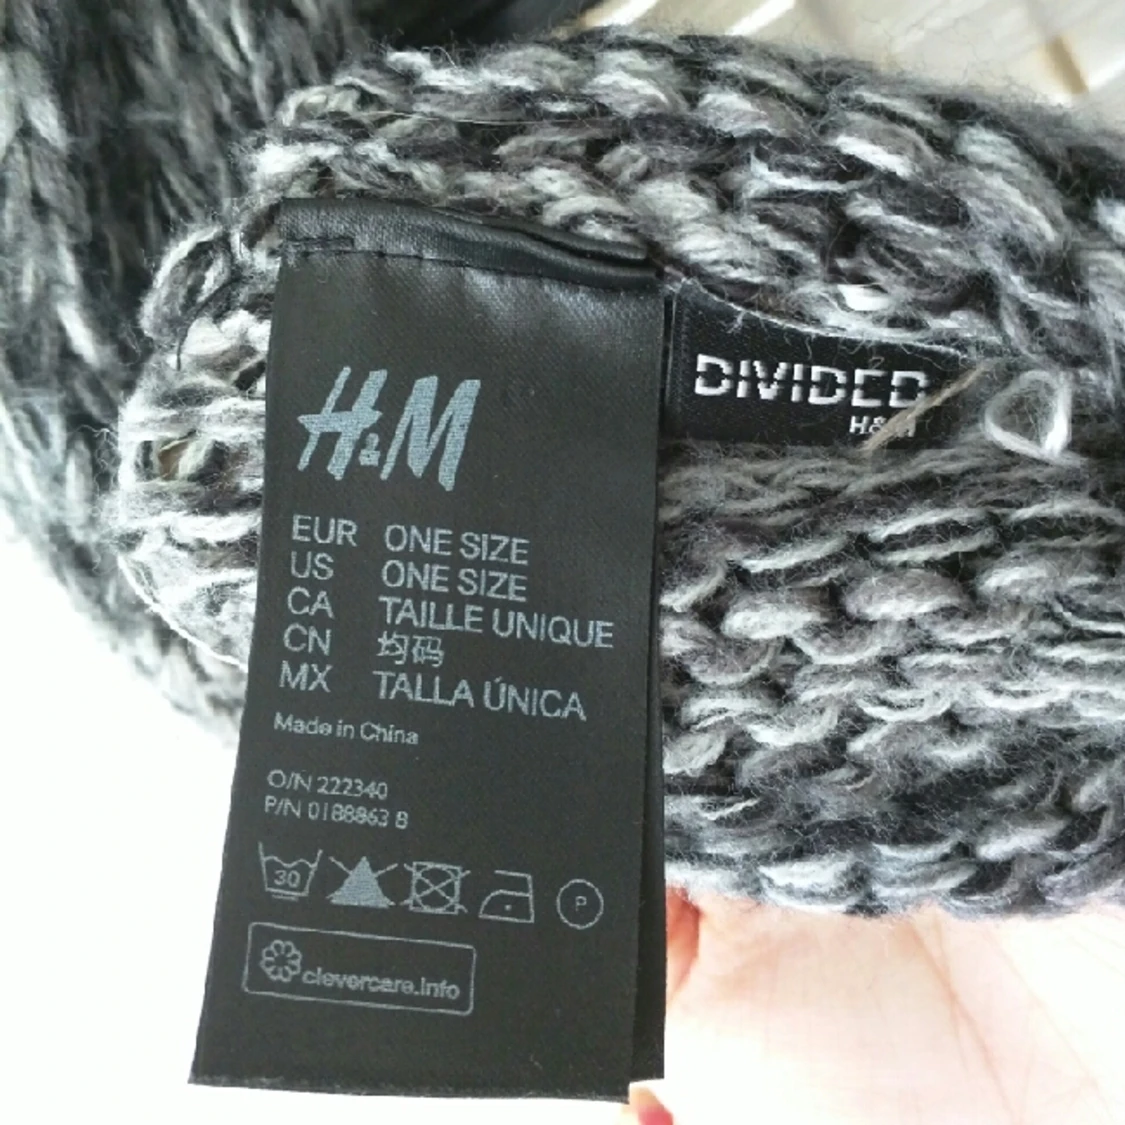 H&M
EUR ONE SIZE
US ONE SIZE
CA TAILLE UNIQUE
CN 均码
MX TALLA ÚNICA
Made in China
O/N 222340
P/N 0188863 8
30
P
clevercare.info
DIVIDED
H&M